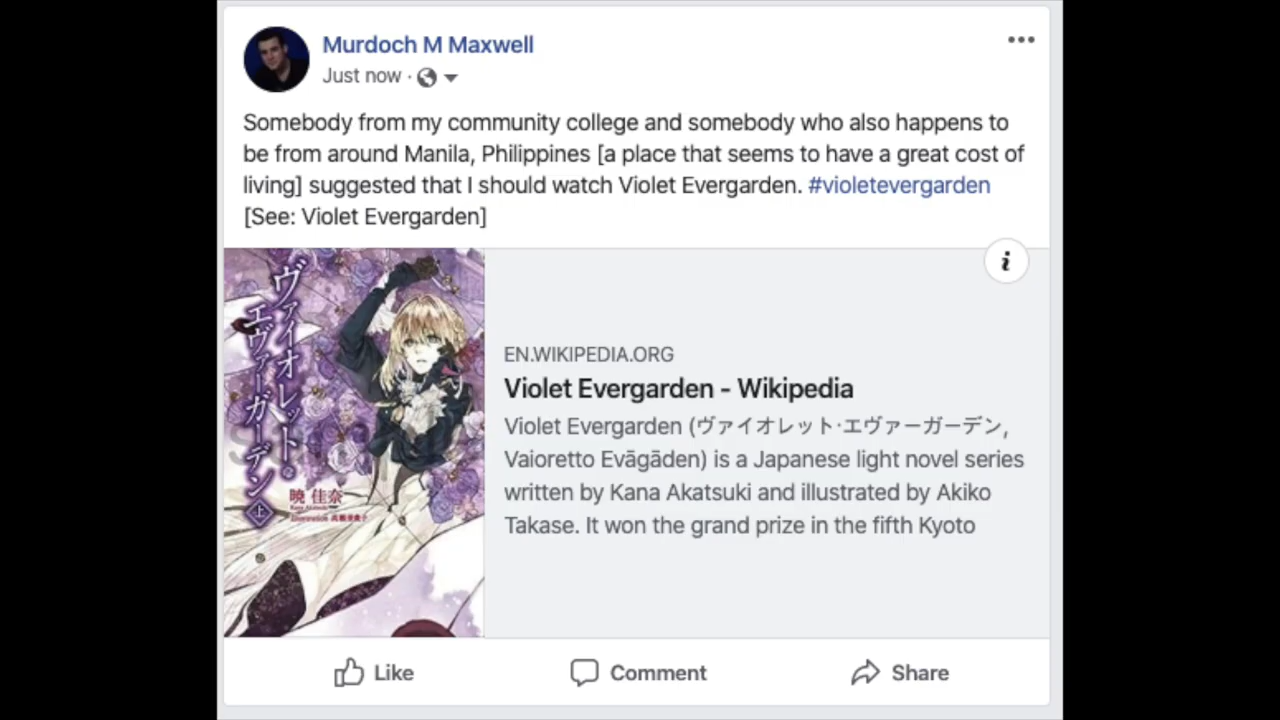 Murdoch M Maxwell
Just now ·
Somebody from my community college and somebody who also happens to
be from around Manila, Philippines [a place that seems to have a great cost of
living] suggested that I should watch Violet Evergarden. #violetevergarden
[See: Violet Evergarden]
ヴァイオレット・
エヴァーガーデン
上
暁 佳奈
Kana Akatsuki
i
EN.WIKIPEDIA.ORG
Violet Evergarden - Wikipedia
Violet Evergarden (ヴァイオレット·エヴァーガーデン,
Vaioretto Evāgāden) is a Japanese light novel series
written by Kana Akatsuki and illustrated by Akiko
Takase. It won the grand prize in the fifth Kyoto
Like
Comment
Share